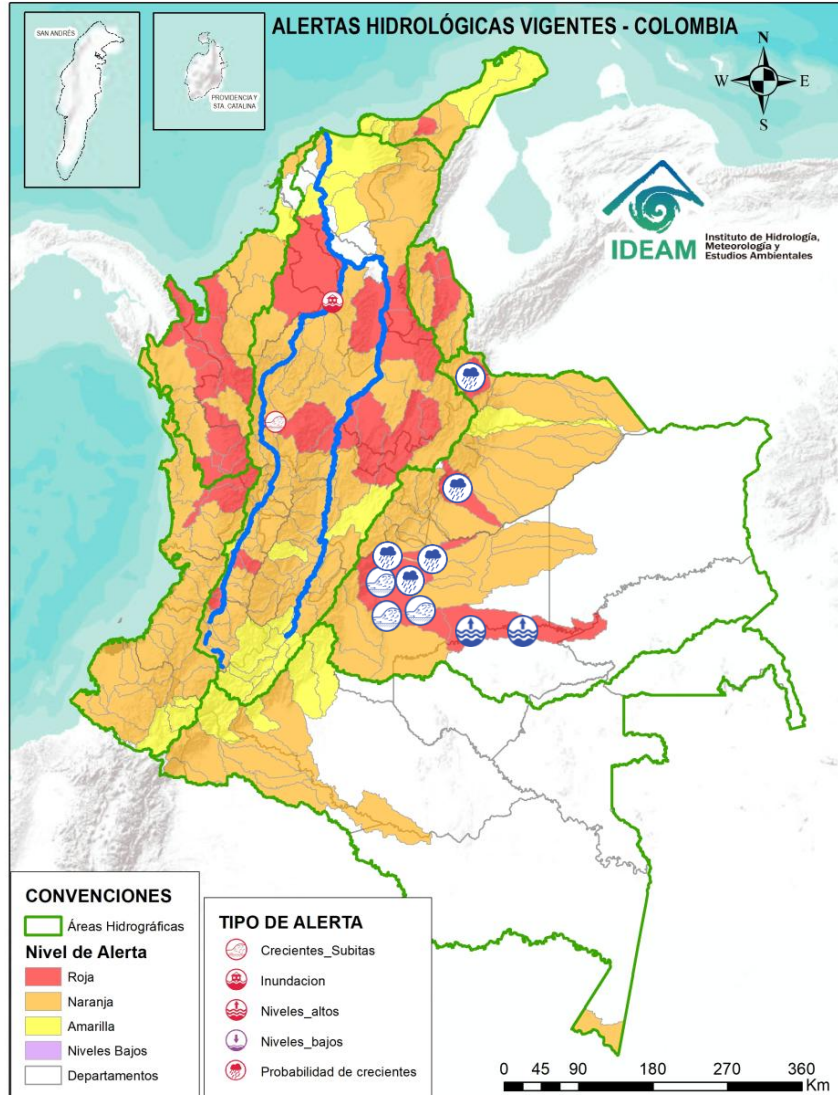 ALERTAS HIDROLÓGICAS VIGENTES - COLOMBIA
SAN ANDRÉS
PROVIDENCIA Y
STA. CATALINA
N
W
E
S
IDEAM
Instituto de Hidrología,
Meteorología y
Estudios Ambientales
CONVENCIONES
Áreas Hidrográficas
Nivel de Alerta
Roja
Naranja
Amarilla
Niveles Bajos
Departamentos
TIPO DE ALERTA
Crecientes_Subitas
Inundacion
Niveles_altos
Niveles_bajos
Probabilidad de crecientes
0 45 90 180 270 360
Km